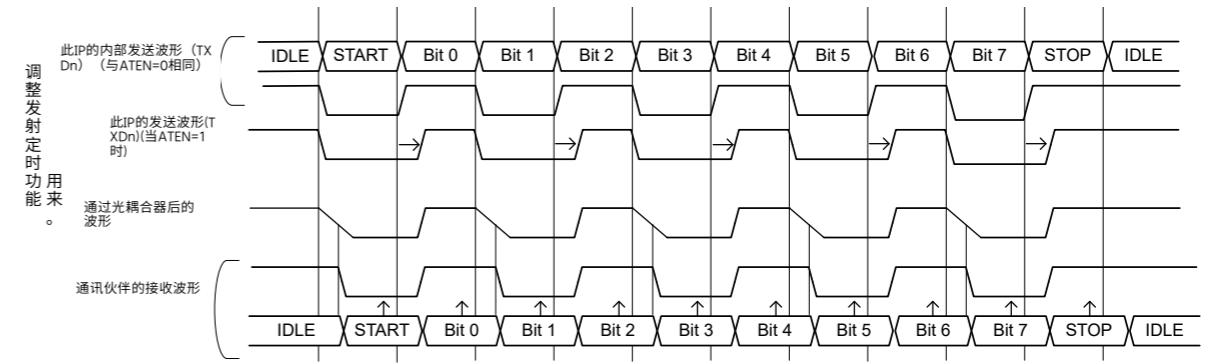 此IP的内部发送波形（TX
Dn）（与ATEN=0相同）
IDLE START Bit 0 Bit 1 Bit 2 Bit 3 Bit 4 Bit 5 Bit 6 Bit 7 STOP IDLE
调整发射定时功能
用来。
此IP的发送波形(T
XDn)(当ATEN=1
时)
通过光耦合器后的
波形
通讯伙伴的接收波形
IDLE START Bit 0 Bit 1 Bit 2 Bit 3 Bit 4 Bit 5 Bit 6 Bit 7 STOP IDLE